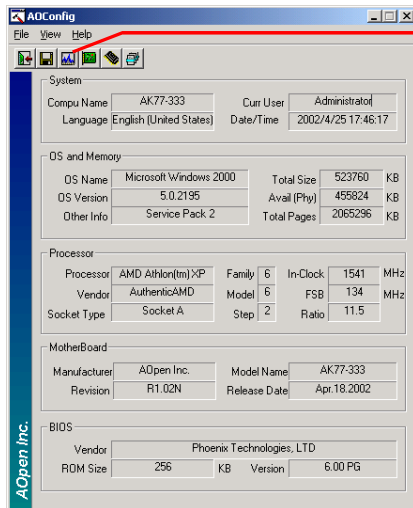 AOConfig
File View Help
System
Compu Name AK77-333 Curr User Administrator
Language English (United States) Date/Time 2002/4/25 17:46:17
OS and Memory
OS Name Microsoft Windows 2000 Total Size 523760 KB
OS Version 5.0.2195 Avail (Phy) 455824 KB
Other Info Service Pack 2 Total Pages 2065296 KB
Processor
Processor AMD Athlon(tm) XP Family 6 In-Clock 1541 MHz
Vendor AuthenticAMD Model 6 FSB 134 MHz
Socket Type Socket A Step 2 Ratio 11.5
MotherBoard
Manufacturer AOpen Inc. Model Name AK77-333
Revision R1.02N Release Date Apr.18.2002
BIOS
Vendor Phoenix Technologies, LTD
ROM Size 256 KB Version 6.00 PG
AOpen Inc.